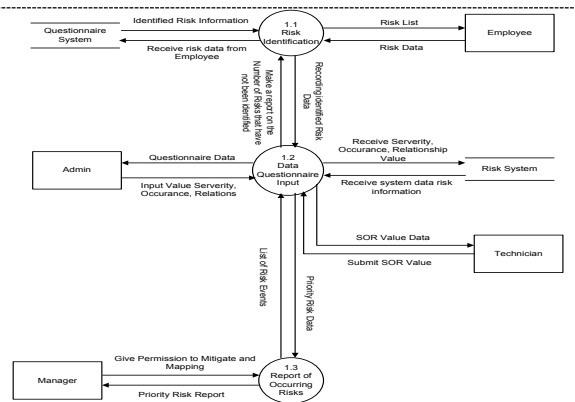 Identified Risk Information
Questionnaire
System
Receive risk data from
Employee
1.1
Risk
Identification
Risk List
Risk Data
Employee
Make a report on the
Number of Risks that have
not been identified
Recording identified Risk
Data
Admin
Questionnaire Data
Input Value Serverity,
Occurance, Relations
1.2
Data
Questionnaire
Input
Receive Serverity,
Occurance, Relationship
Value
Receive system data risk
information
Risk System
SOR Value Data
Submit SOR Value
Technician
List of Risk Events
Priority Risk Data
Manager
Give Permission to Mitigate and
Mapping
Priority Risk Report
1.3
Report of
Occurring
Risks